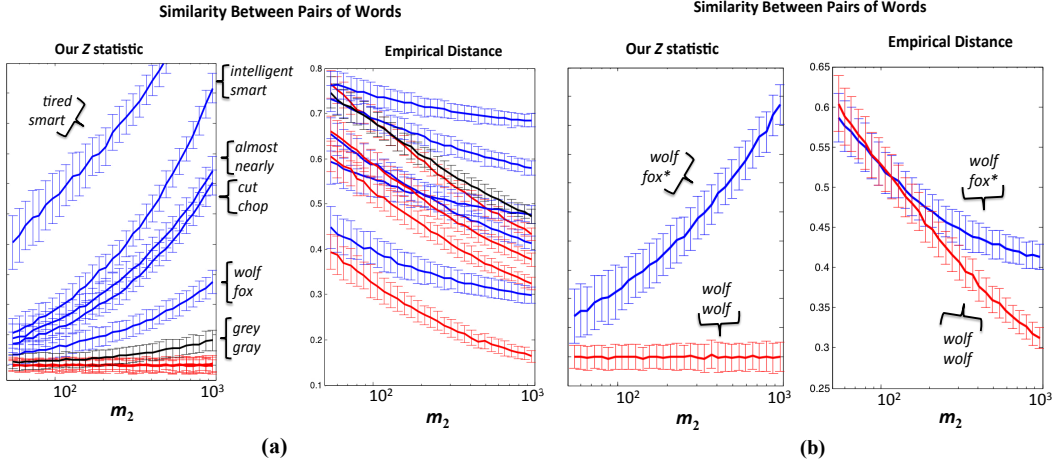 Similarity Between Pairs of Words
Our Z statistic
Empirical Distance
tired
smart
intelligent
smart
almost
nearly
cut
chop
wolf
fox
grey
gray
10²
10³
m₂
0.8
0.7
0.6
0.5
0.4
0.3
0.2
0.1
10²
10³
m₂
(a)
Similarity Between Pairs of Words
Our Z statistic
Empirical Distance
wolf
fox*
wolf
wolf
10²
10³
m₂
0.65
0.6
0.55
0.5
0.45
0.4
0.35
0.3
0.25
wolf
fox*
wolf
wolf
10²
10³
m₂
(b)